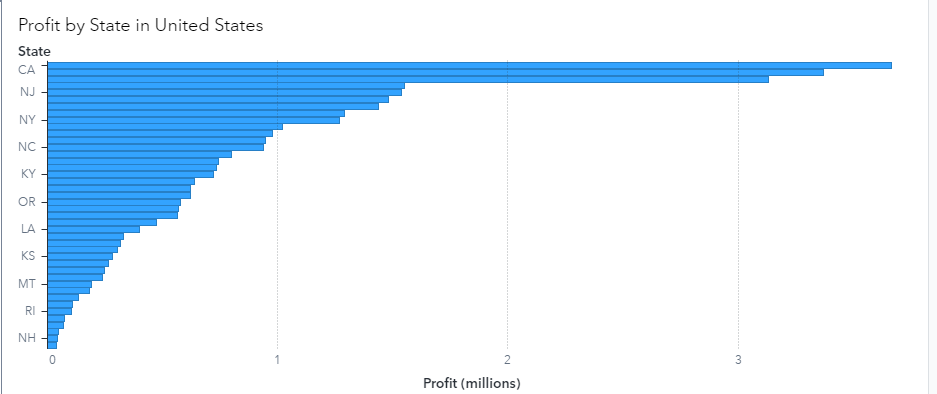 Profit by State in United States
State
CA
NJ
NY
NC
KY
OR
LA
KS
MT
RI
NH
0 1 2 3
Profit (millions)